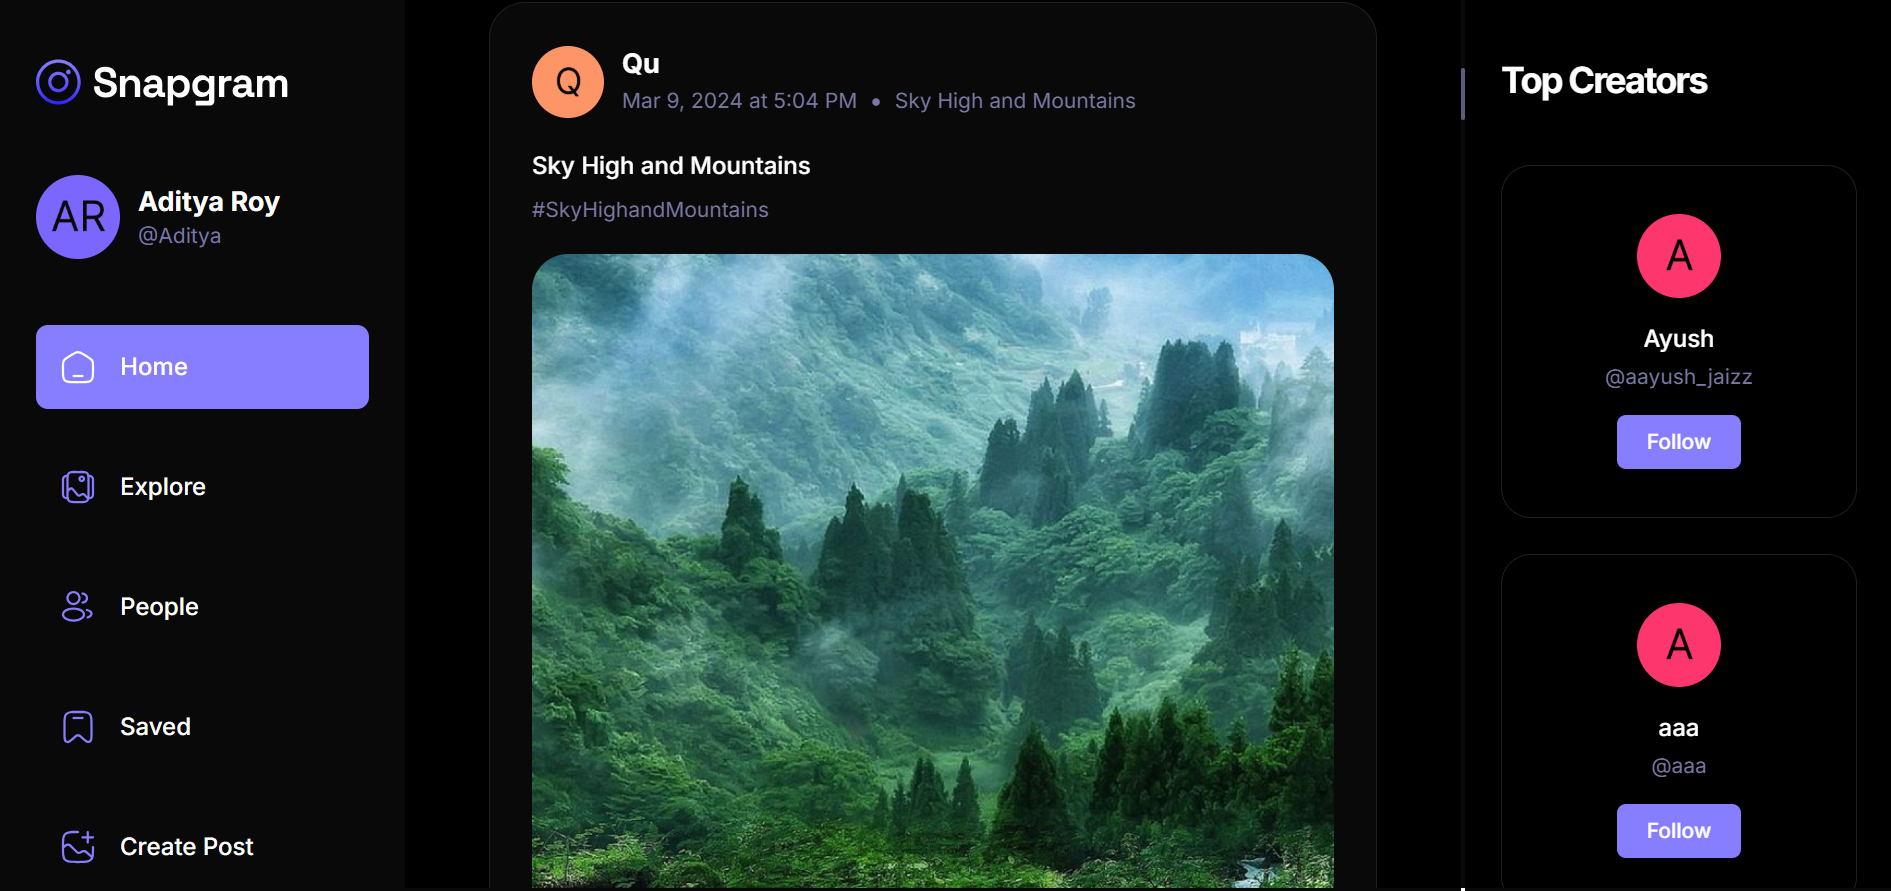 Snapgram
AR
Aditya Roy
@Aditya
Home
Explore
People
Saved
Create Post
Q
Qu
Mar 9, 2024 at 5:04 PM • Sky High and Mountains
Sky High and Mountains
#SkyHighandMountains
Top Creators
A
Ayush
@aayush_jaizz
Follow
A
aaa
@aaa
Follow